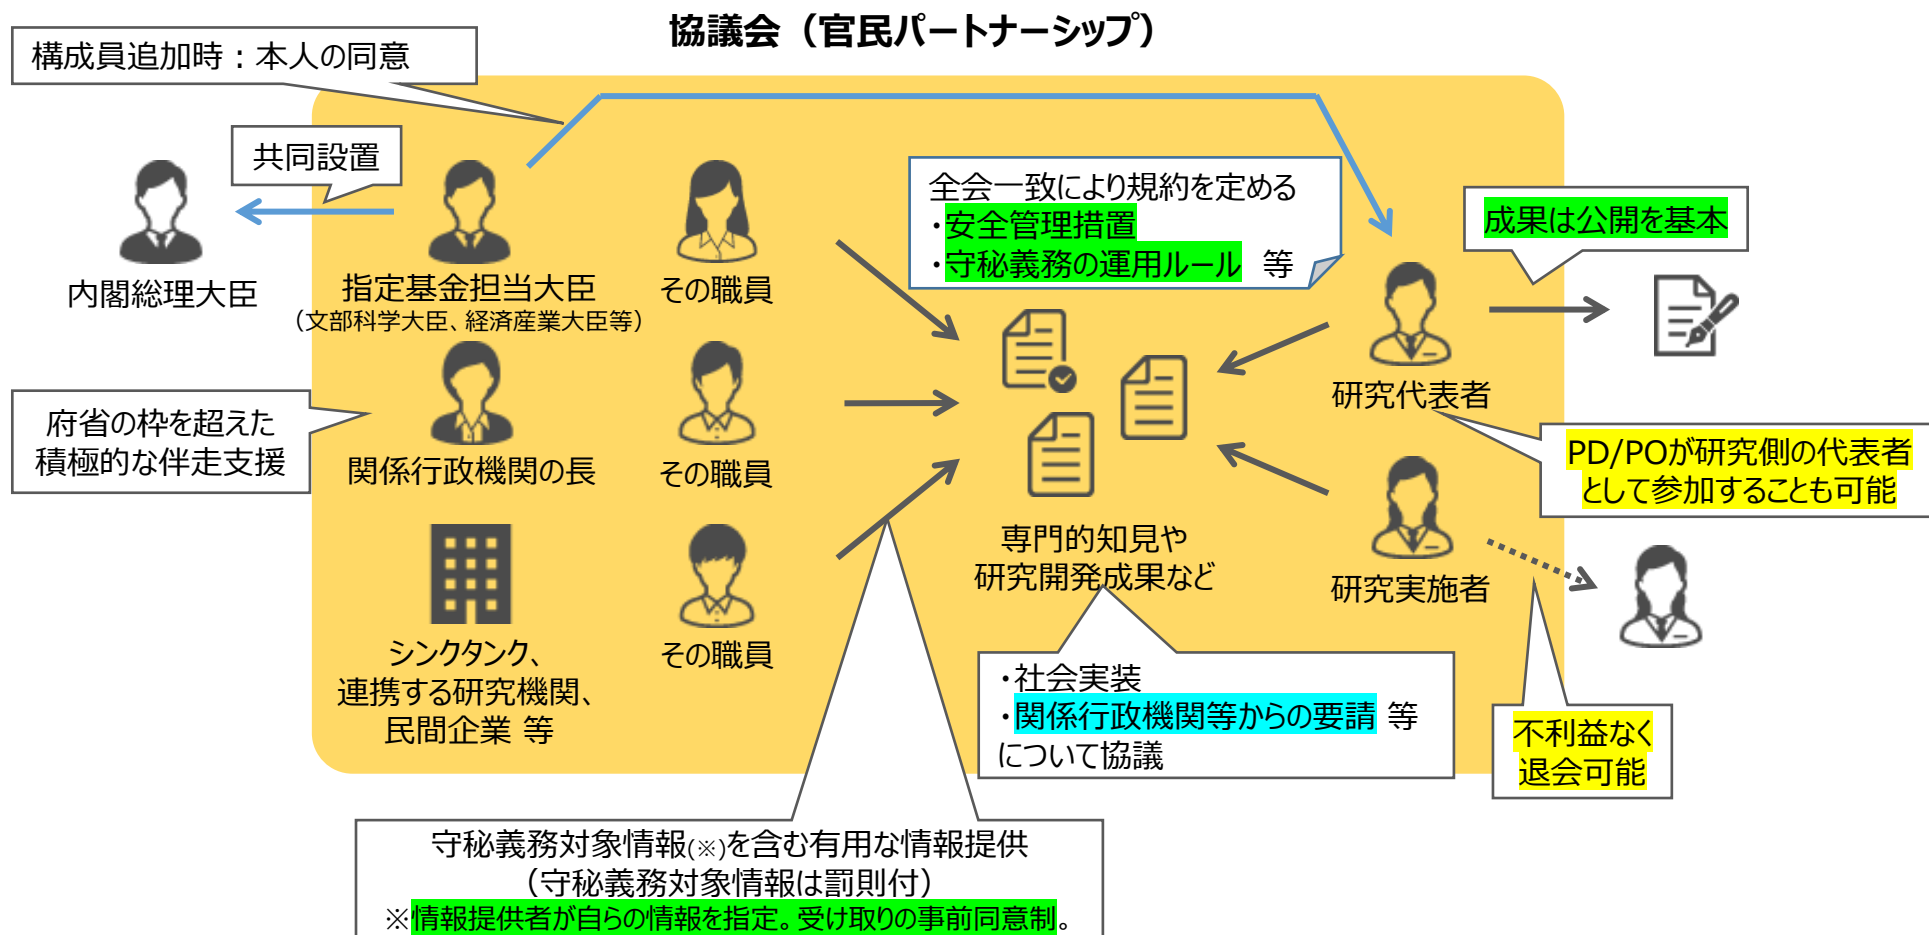 協議会（官民パートナーシップ）
構成員追加時：本人の同意
共同設置
内閣総理大臣
指定基金担当大臣
（文部科学大臣、経済産業大臣等）
その職員
全会一致により規約を定める
・安全管理措置
・守秘義務の運用ルール　等
成果は公開を基本
研究代表者
府省の枠を超えた
積極的な伴走支援
関係行政機関の長
その職員
PD/POが研究側の代表者
として参加することも可能
専門的知見や
研究開発成果など
研究実施者
シンクタンク、
連携する研究機関、
民間企業 等
その職員
・社会実装
・関係行政機関等からの要請 等
について協議
不利益なく
退会可能
守秘義務対象情報(※)を含む有用な情報提供
（守秘義務対象情報は罰則付）
※情報提供者が自らの情報を指定。受け取りの事前同意制。